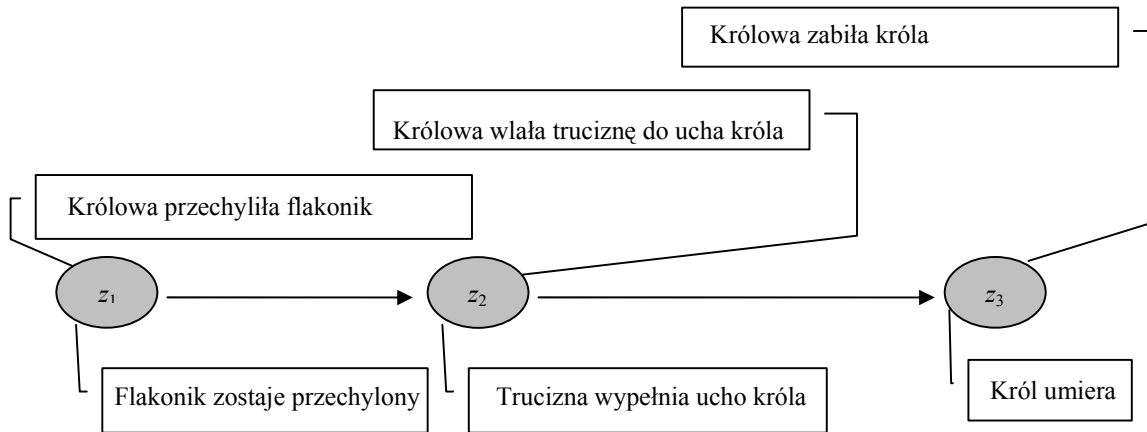 Królowa zabiła króla
Królowa wlała truciznę do ucha króla
Królowa przechyliła flakonik
z₁
z₂
z₃
Flakonik zostaje przechylony
Trucizna wypełnia ucho króla
Król umiera